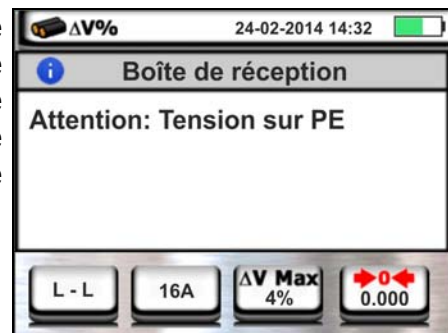 ΔV%
24-02-2014 14:32
Boîte de réception
Attention: Tension sur PE
L - L
16A
ΔV Max
4%
0
0.000